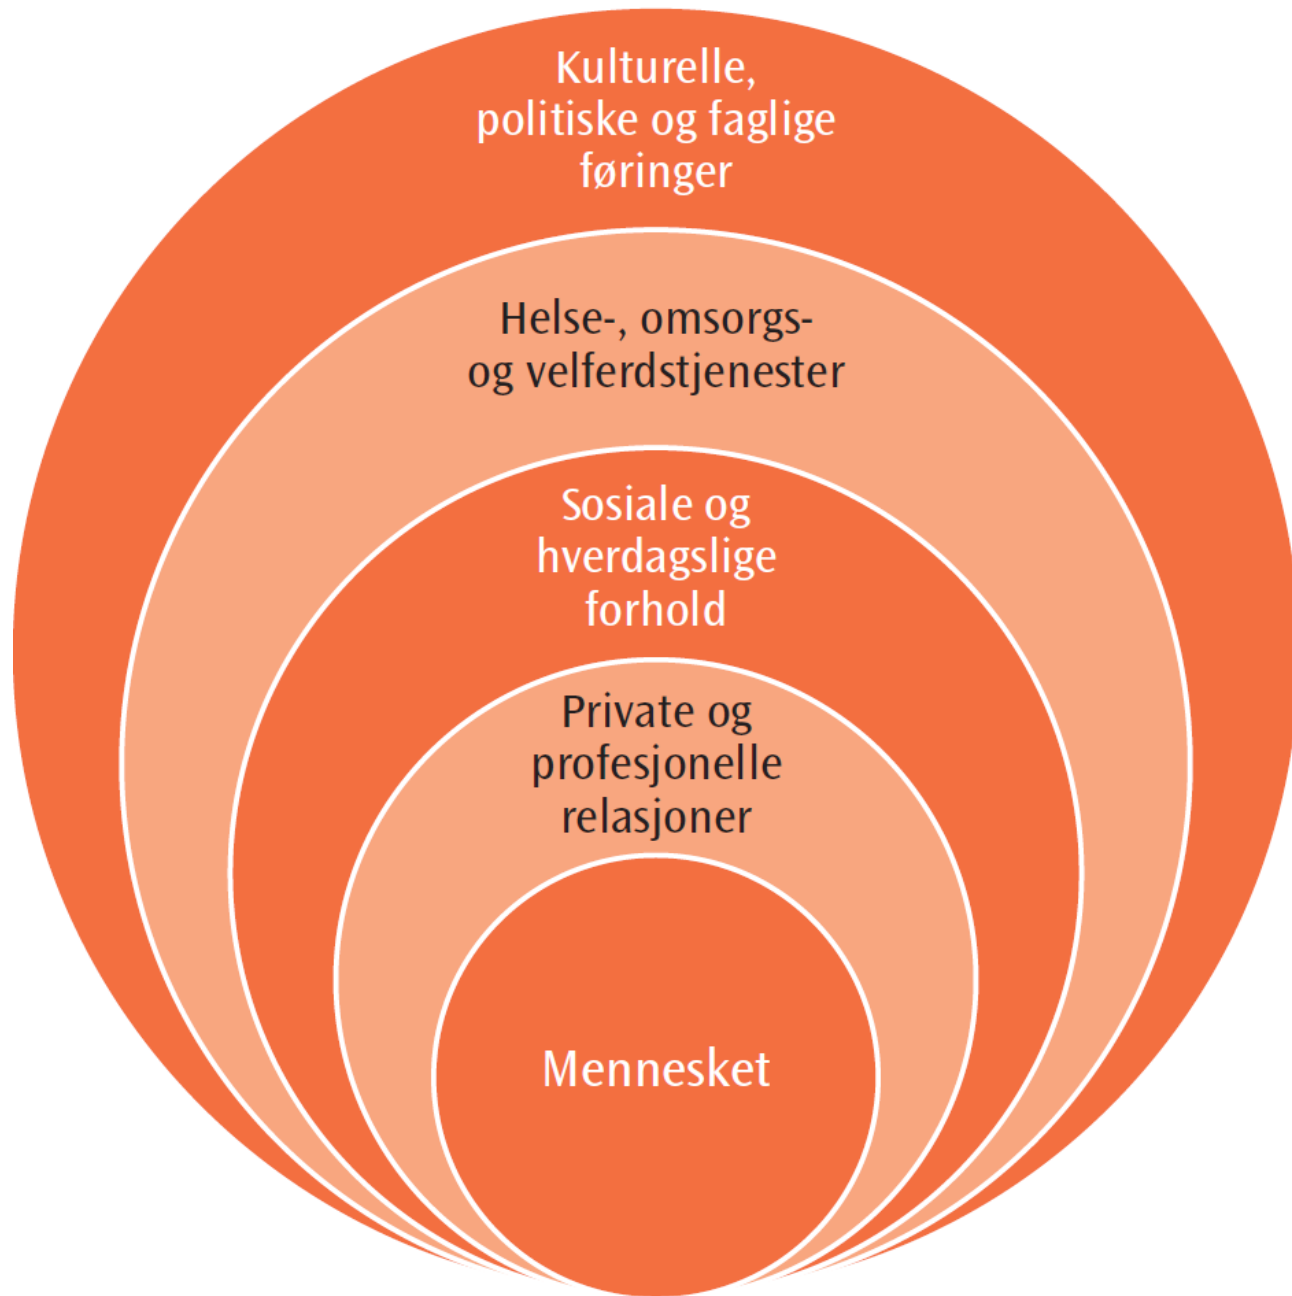 Kulturelle,
politiske og faglige
føringer
Helse-, omsorgs-
og velferdstjenester
Sosiale og
hverdagslige
forhold
Private og
profesjonelle
relasjoner
Mennesket